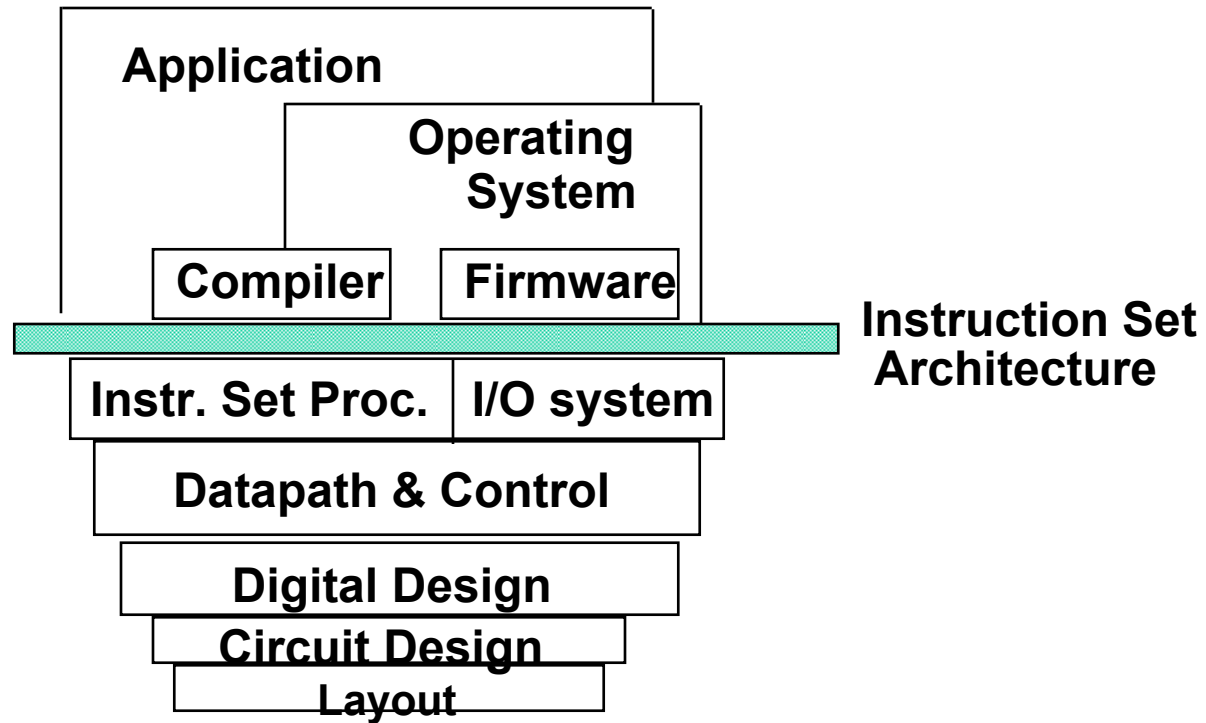 Application
Operating
System
Compiler
Firmware
Instruction Set
Architecture
Instr. Set Proc.
I/O system
Datapath & Control
Digital Design
Circuit Design
Layout